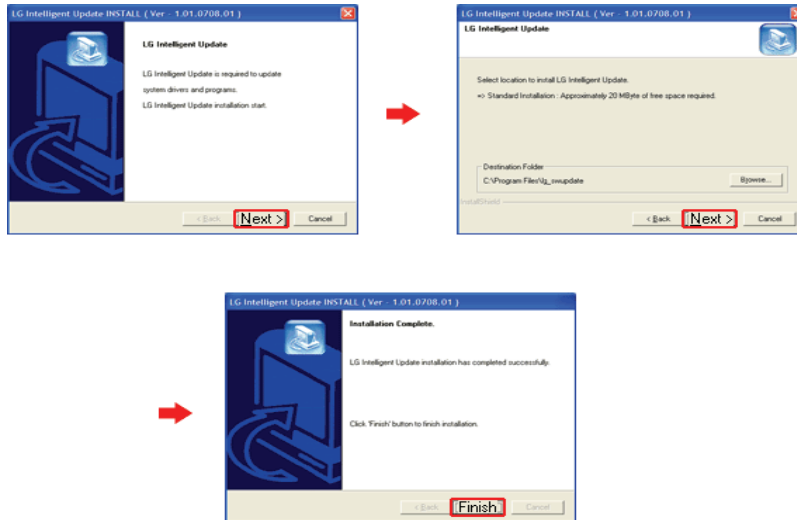 LG Intelligent Update INSTALL ( Ver - 1.01.0708.01 )
LG Intelligent Update
LG Intelligent Update is required to update
system drivers and programs.
LG Intelligent Update installation start.
< Back
Next >
Cancel
LG Intelligent Update INSTALL ( Ver - 1.01.0708.01 )
LG Intelligent Update
Select location to install LG Intelligent Update.
=> Standard Installation : Approximately 20 MByte of free space required.
Destination Folder
C:\Program Files\lg_swupdate
Browse...
InstallShield
< Back
Next >
Cancel
LG Intelligent Update INSTALL ( Ver - 1.01.0708.01 )
Installation Complete.
LG Intelligent Update installation has completed successfully.
Click 'Finish' button to finish installation.
< Back
Finish
Cancel